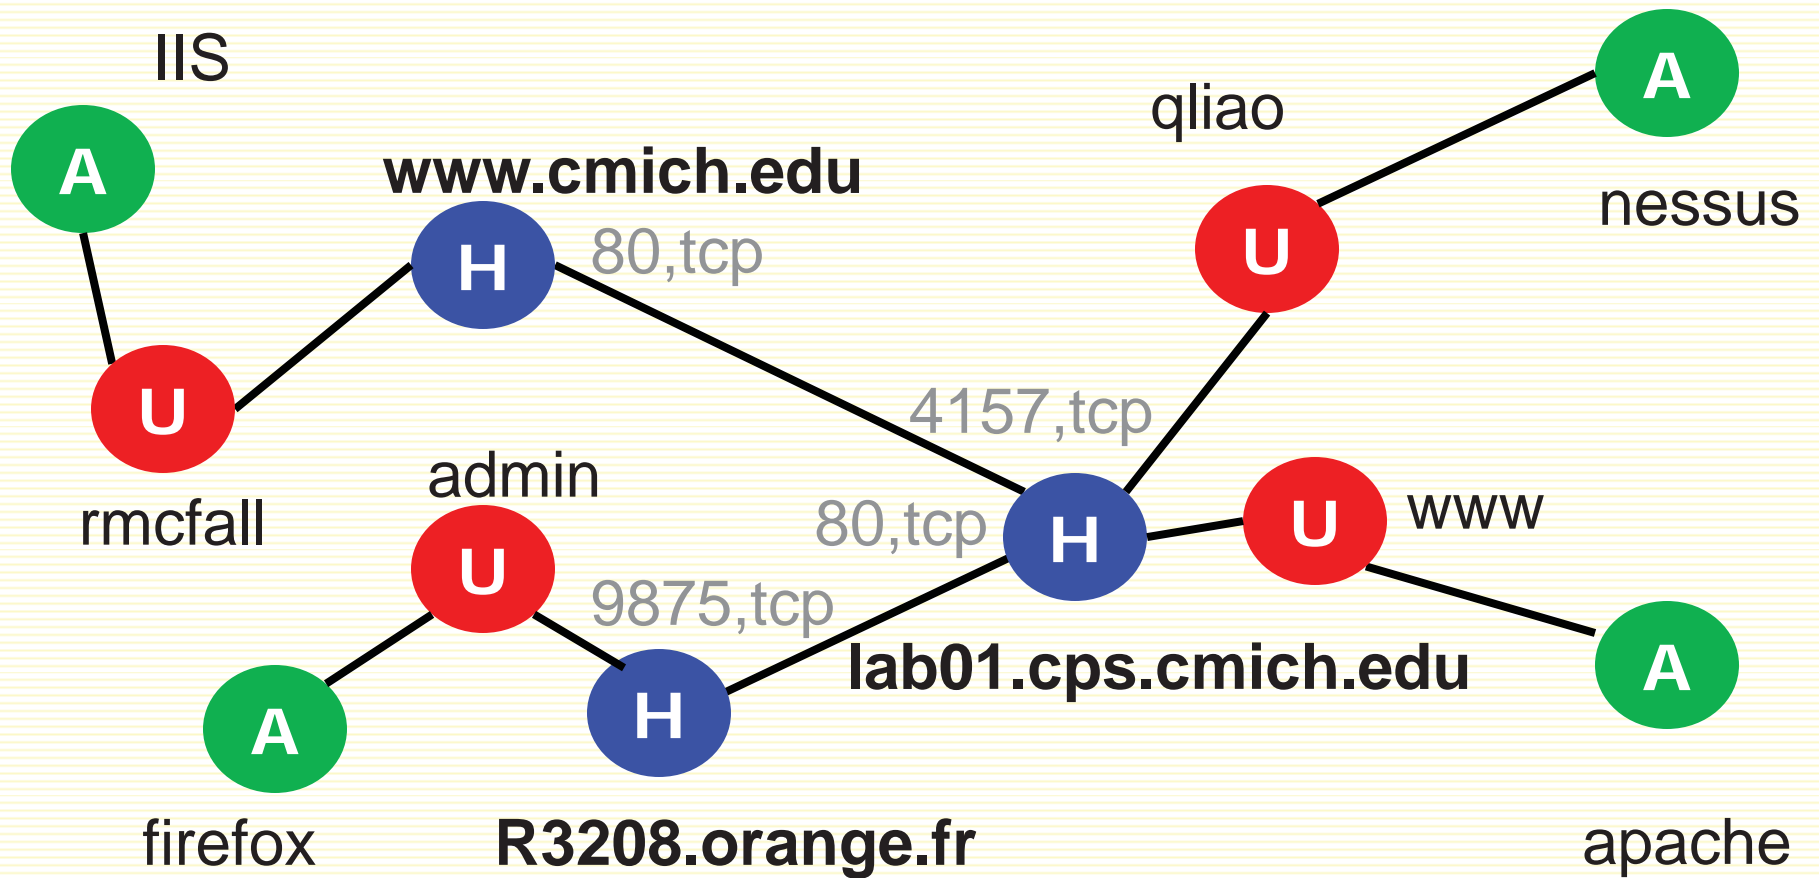 IIS
A
qliao
A
A
www.cmich.edu
nessus
H
80,tcp
U
U
4157,tcp
rmcfall
admin
80,tcp
H
U
www
U
9875,tcp
lab01.cps.cmich.edu
A
A
H
firefox
R3208.orange.fr
apache